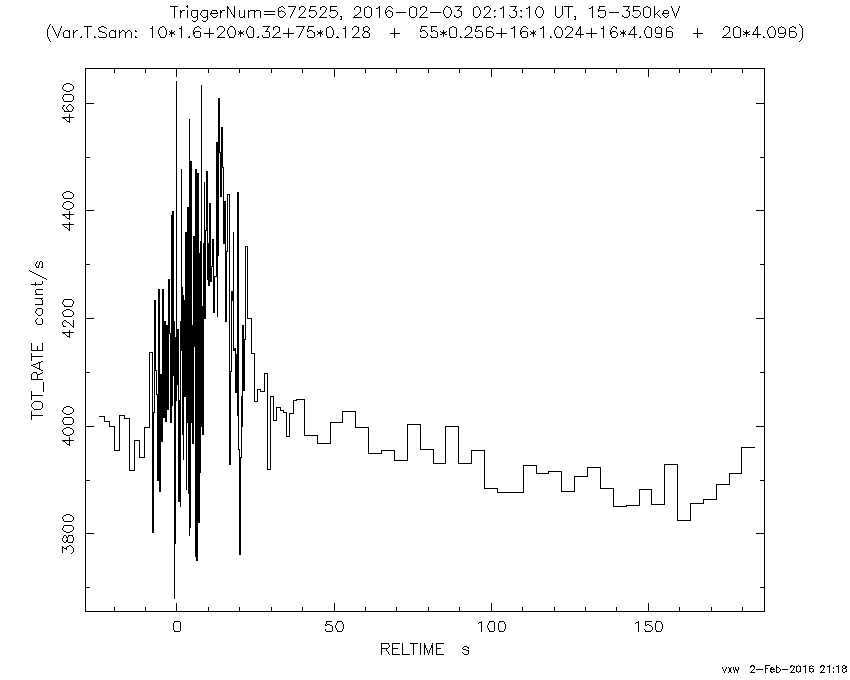 TriggerNum=672525, 2016-02-03 02:13:10 UT, 15-350keV
(Var.T.Sam: 10*1.6+20*0.32+75*0.128 + 55*0.256+16*1.024+16*4.096 + 20*4.096)
4600
4400
4200
4000
3800
TOT_RATE count/s
0 50 100 150
RELTIME s
vxw 2-Feb-2016 21:18